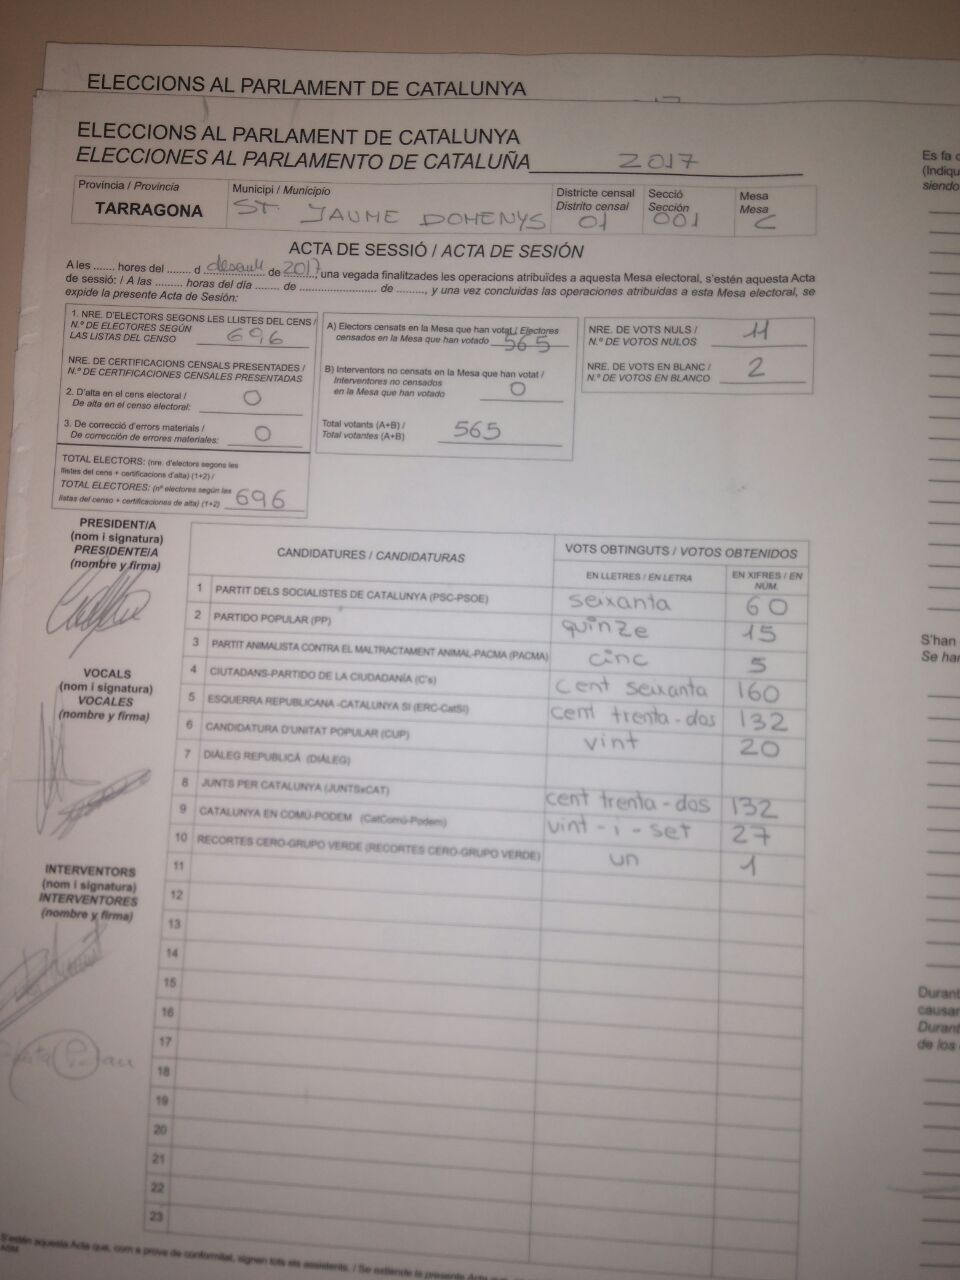 ELECCIONS AL PARLAMENT DE CATALUNYA
ELECCIONS AL PARLAMENT DE CATALUNYA
ELECCIONES AL PARLAMENTO DE CATALUÑA 2017
Província / Provincia
TARRAGONA
Municipi / Municipio
ST. JAUME DOMENYS
Districte censal
Distrito censal
01
Secció
Sección
001
Mesa
Mesa
C
ACTA DE SESSIÓ / ACTA DE SESIÓN
A les ....... hores del ........ d ........ de 2017, una vegada finalitzades les operacions atribuïdes a aquesta Mesa electoral, s'estén aquesta Acta
de sessió: / A las ......... horas del día ........ de ........................ de .........., y una vez concluidas las operaciones atribuidas a esta Mesa electoral, se
expide la presente Acta de Sesión:
1. NRE. D'ELECTORS SEGONS LES LLISTES DEL CENS /
N.º DE ELECTORES SEGÚN
LAS LISTAS DEL CENSO 696
NRE. DE CERTIFICACIONS CENSALS PRESENTADES /
N.º DE CERTIFICACIONES CENSALES PRESENTADAS
2. D'alta en el cens electoral /
De alta en el censo electoral: 0
3. De correcció d'errors materials /
De corrección de errores materiales: 0
TOTAL ELECTORS: (nre. d'electors segons les
llistes del cens + certificacions d'alta) (1+2) /
TOTAL ELECTORES: (nº electores según las
listas del censo + certificaciones de alta) (1+2) 696
A) Electors censats en la Mesa que han votat / Electores
censados en la Mesa que han votado 565
B) Interventors no censats en la Mesa que han votat /
Interventores no censados
en la Mesa que han votado 0
Total votants (A+B) /
Total votantes (A+B) 565
NRE. DE VOTS NULS /
N.º DE VOTOS NULOS 11
NRE. DE VOTS EN BLANC /
N.º DE VOTOS EN BLANCO 2
PRESIDENT/A
(nom i signatura)
PRESIDENTE/A
(nombre y firma)
VOCALS
(nom i signatura)
VOCALES
(nombre y firma)
INTERVENTORS
(nom i signatura)
INTERVENTORES
(nombre y firma)
CANDIDATURES / CANDIDATURAS
VOTS OBTINGUTS / VOTOS OBTENIDOS
EN LLETRES / EN LETRA
EN XIFRES / EN
NÚM.
1 PARTIT DELS SOCIALISTES DE CATALUNYA (PSC-PSOE) seixanta 60
2 PARTIDO POPULAR (PP) quinze 15
3 PARTIT ANIMALISTA CONTRA EL MALTRACTAMENT ANIMAL-PACMA (PACMA) cinc 5
4 CIUTADANS-PARTIDO DE LA CIUDADANÍA (C's) cent seixanta 160
5 ESQUERRA REPUBLICANA -CATALUNYA SÍ (ERC-CatSí) cent trenta-dos 132
6 CANDIDATURA D'UNITAT POPULAR (CUP) vint 20
7 DIÀLEG REPUBLICÀ (DIÀLEG)
8 JUNTS PER CATALUNYA (JUNTSxCAT) cent trenta-dos 132
9 CATALUNYA EN COMÚ-PODEM (CatComú-Podem) vint-i-set 27
10 RECORTES CERO-GRUPO VERDE (RECORTES CERO-GRUPO VERDE) un 1
11
12
13
14
15
16
17
18
19
20
21
22
23
S'estén aquesta Acta que, com a prova de conformitat, signen tots els assistents. / Se extiende la presente Acta que,
Es fa c
(Indiqu
siendo
S'han
Se har
Durant
causar
Durant
de los